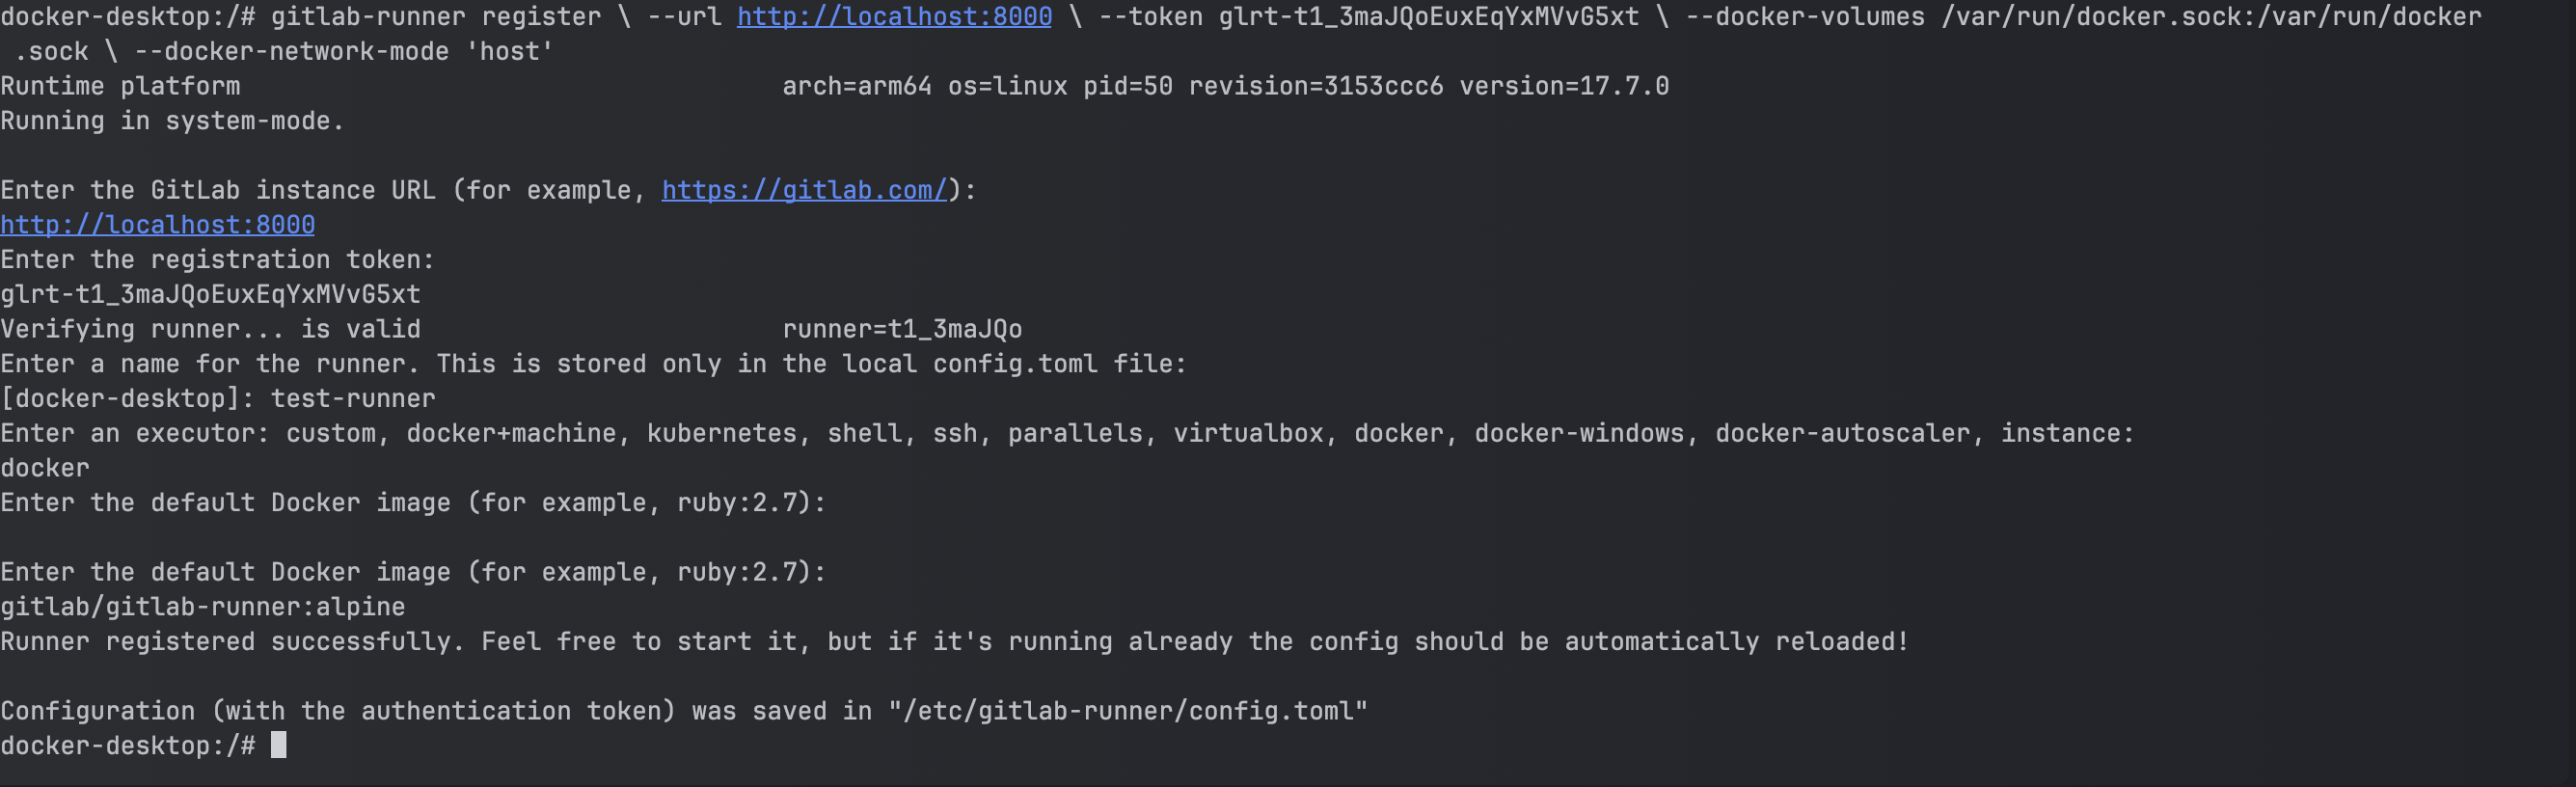 docker-desktop:/# gitlab-runner register \ --url http://localhost:8000 \ --token glrt-t1_3maJQoEuxEqYxMVvG5xt \ --docker-volumes /var/run/docker.sock:/var/run/docker
.sock \ --docker-network-mode 'host'
Runtime platform arch=arm64 os=linux pid=50 revision=3153ccc6 version=17.7.0
Running in system-mode.
Enter the GitLab instance URL (for example, https://gitlab.com/):
http://localhost:8000
Enter the registration token:
glrt-t1_3maJQoEuxEqYxMVvG5xt
Verifying runner... is valid runner=t1_3maJQo
Enter a name for the runner. This is stored only in the local config.toml file:
[docker-desktop]: test-runner
Enter an executor: custom, docker+machine, kubernetes, shell, ssh, parallels, virtualbox, docker, docker-windows, docker-autoscaler, instance:
docker
Enter the default Docker image (for example, ruby:2.7):
Enter the default Docker image (for example, ruby:2.7):
gitlab/gitlab-runner:alpine
Runner registered successfully. Feel free to start it, but if it's running already the config should be automatically reloaded!
Configuration (with the authentication token) was saved in "/etc/gitlab-runner/config.toml"
docker-desktop:/#